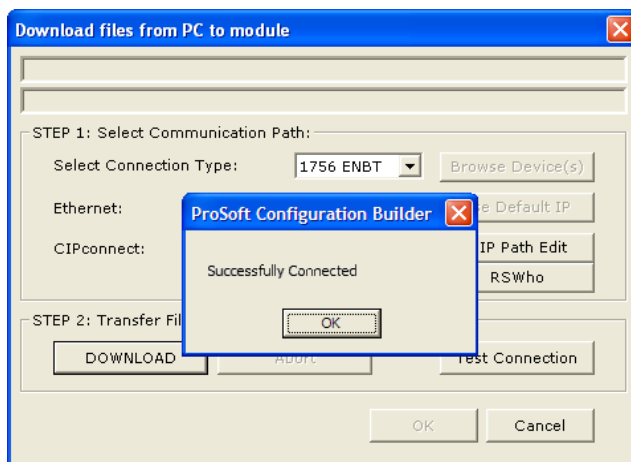 Download files from PC to module
STEP 1: Select Communication Path:
Select Connection Type: 1756 ENBT Browse Device(s)
Ethernet: Default IP
CIPconnect: IP Path Edit
RSWho
ProSoft Configuration Builder
Successfully Connected
OK
STEP 2: Transfer
DOWNLOAD Abort Test Connection
OK Cancel